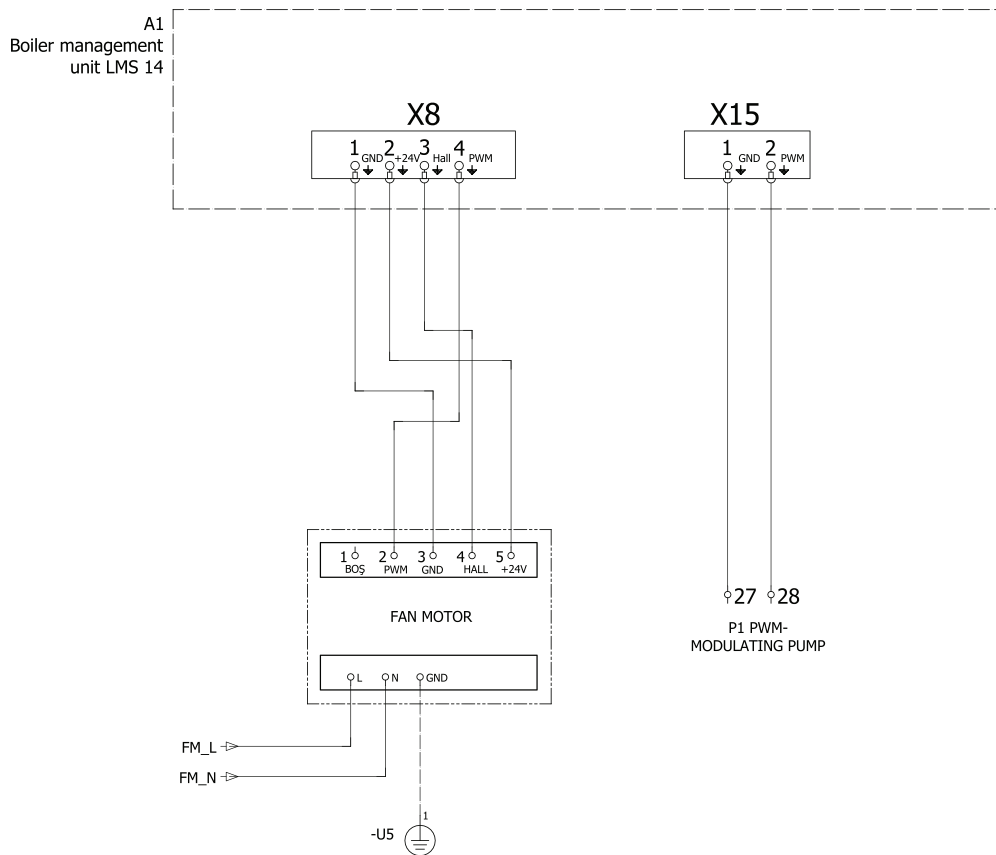 A1
Boiler management
unit LMS 14
X8
X15
1 GND 2 +24V 3 Hall 4 PWM
1 GND 2 PWM
1 2 3 4 5
BOŞ PWM GND HALL +24V
FAN MOTOR
27 28
P1 PWM-
MODULATING PUMP
L N GND
FM_L
FM_N
1
-U5